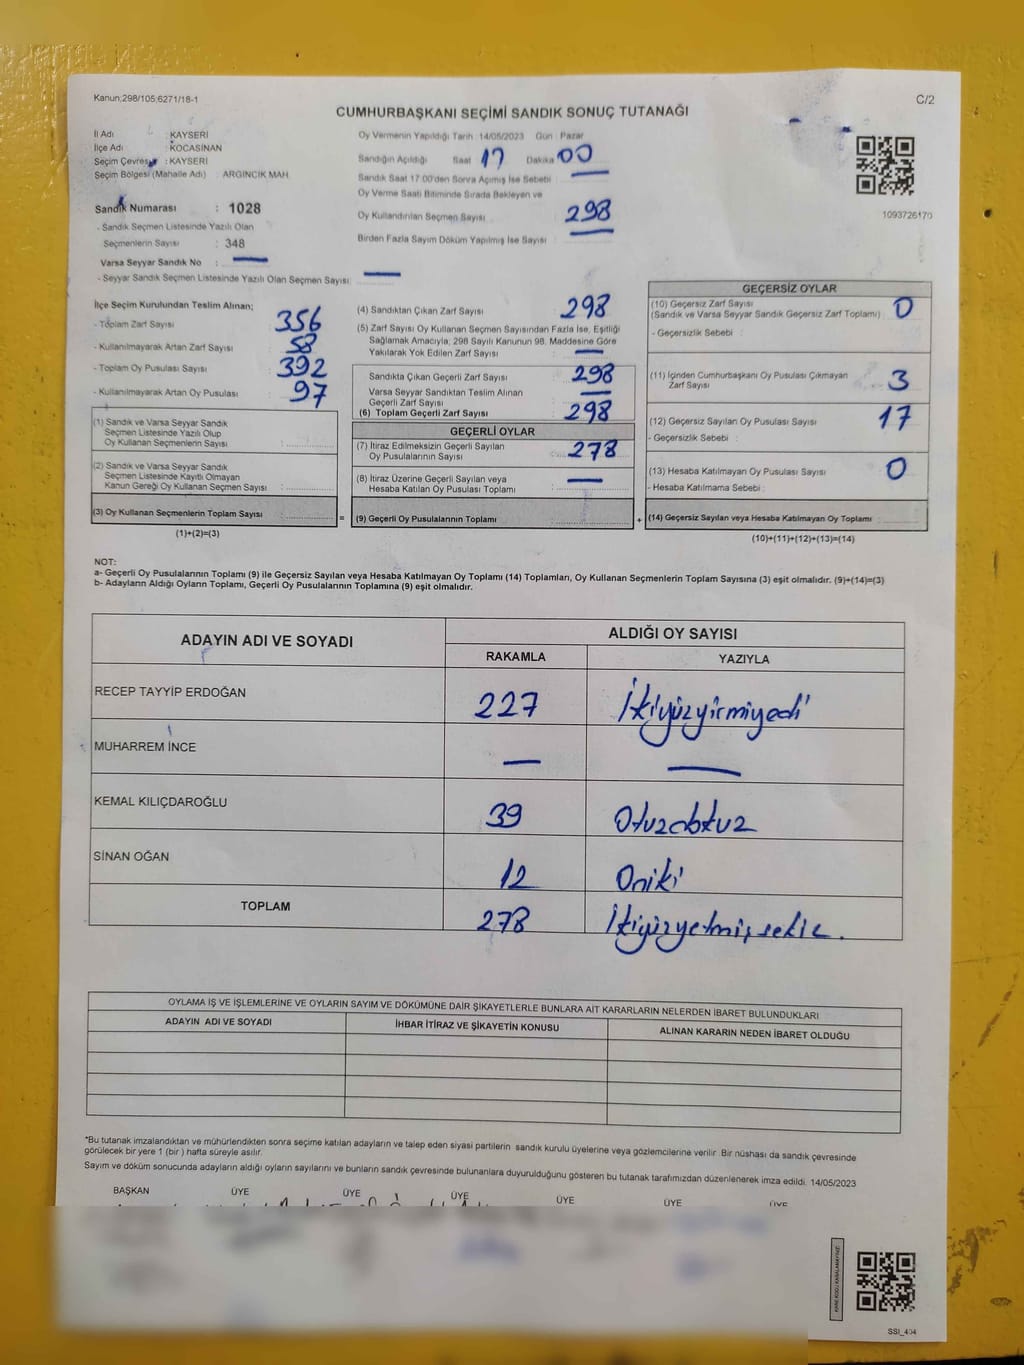 Kanun:298/105;6271/18-1
C/2
CUMHURBAŞKANI SEÇİMİ SANDIK SONUÇ TUTANAĞI
İl Adı : KAYSERİ
İlçe Adı : KOCASİNAN
Seçim Çevresi : KAYSERİ
Seçim Bölgesi (Mahalle Adı) : ARGINCIK MAH.
Sandık Numarası : 1028
- Sandık Seçmen Listesinde Yazılı Olan
Seçmenlerin Sayısı : 348
Varsa Seyyar Sandık No : —
- Seyyar Sandık Seçmen Listesinde Yazılı Olan Seçmen Sayısı : —
Oy Vermenin Yapıldığı Tarih :14/05/2023 Gün : Pazar
Sandığın Açıldığı Saat 17 Dakika 00
Sandık Saat 17:00'den Sonra Açımış İse Sebebi : —
Oy Verme Saati Bitiminde Sırada Bekleyen ve
Oy Kullandırılan Seçmen Sayısı : 298
Birden Fazla Sayım Döküm Yapılmış İse Sayısı : —
1093726170
İlçe Seçim Kurulundan Teslim Alınan;
- Toplam Zarf Sayısı : 356
- Kullanılmayarak Artan Zarf Sayısı : 58
- Toplam Oy Pusulası Sayısı : 392
- Kullanılmayarak Artan Oy Pusulası : 97
(1) Sandık ve Varsa Seyyar Sandık
Seçmen Listesinde Yazılı Olup
Oy Kullanan Seçmenlerin Sayısı :
(2) Sandık ve Varsa Seyyar Sandık
Seçmen Listesinde Kayıtlı Olmayan
Kanun Gereği Oy Kullanan Seçmen Sayısı :
(3) Oy Kullanan Seçmenlerin Toplam Sayısı
(1)+(2)=(3)
=
(4) Sandıktan Çıkan Zarf Sayısı : 298
(5) Zarf Sayısı Oy Kullanan Seçmen Sayısından Fazla İse, Eşitliği
Sağlamak Amacıyla; 298 Sayılı Kanunun 98. Maddesine Göre
Yakılarak Yok Edilen Zarf Sayısı : —
Sandıkta Çıkan Geçerli Zarf Sayısı : 298
Varsa Seyyar Sandıktan Teslim Alınan
Geçerli Zarf Sayısı : —
(6) Toplam Geçerli Zarf Sayısı : 298
GEÇERLİ OYLAR
(7) İtiraz Edilmeksizin Geçerli Sayılan
Oy Pusulalarının Sayısı : 278
(8) İtiraz Üzerine Geçerli Sayılan veya
Hesaba Katılan Oy Pusulası Toplamı : —
(9) Geçerli Oy Pusulalarının Toplamı
+
GEÇERSİZ OYLAR
(10) Geçersiz Zarf Sayısı
(Sandık ve Varsa Seyyar Sandık Geçersiz Zarf Toplamı) : 0
- Geçersizlik Sebebi :
(11) İçinden Cumhurbaşkanı Oy Pusulası Çıkmayan
Zarf Sayısı : 3
(12) Geçersiz Sayılan Oy Pusulası Sayısı : 17
- Geçersizlik Sebebi :
(13) Hesaba Katılmayan Oy Pusulası Sayısı : 0
- Hesaba Katılmama Sebebi :
(14) Geçersiz Sayılan veya Hesaba Katılmayan Oy Toplamı
(10)+(11)+(12)+(13)=(14)
NOT:
a- Geçerli Oy Pusulalarının Toplamı (9) ile Geçersiz Sayılan veya Hesaba Katılmayan Oy Toplamı (14) Toplamları, Oy Kullanan Seçmenlerin Toplam Sayısına (3) eşit olmalıdır. (9)+(14)=(3)
b- Adayların Aldığı Oyların Toplamı, Geçerli Oy Pusulalarının Toplamına (9) eşit olmalıdır.
ADAYIN ADI VE SOYADI
ALDIĞI OY SAYISI
RAKAMLA YAZIYLA
RECEP TAYYİP ERDOĞAN 227 İkiyüzyirmiyedi
MUHARREM İNCE — —
KEMAL KILIÇDAROĞLU 39 Otuzdokuz
SİNAN OĞAN 12 Oniki
TOPLAM 278 İkiyüzyetmişsekiz.
OYLAMA İŞ VE İŞLEMLERİNE VE OYLARIN SAYIM VE DÖKÜMÜNE DAİR ŞİKAYETLERLE BUNLARA AİT KARARLARIN NELERDEN İBARET BULUNDUKLARI
ADAYIN ADI VE SOYADI İHBAR İTİRAZ VE ŞİKAYETİN KONUSU ALINAN KARARIN NEDEN İBARET OLDUĞU
*Bu tutanak imzalandıktan ve mühürlendikten sonra seçime katılan adayların ve talep eden siyasi partilerin sandık kurulu üyelerine veya gözlemcilerine verilir. Bir nüshası da sandık çevresinde
görülecek bir yere 1 (bir) hafta süreyle asılır.
Sayım ve döküm sonucunda adayların aldığı oyların sayılarını ve bunların sandık çevresinde bulunanlara duyurulduğunu gösteren bu tutanak tarafımızdan düzenlenerek imza edildi. 14/05/2023
BAŞKAN ÜYE ÜYE ÜYE ÜYE ÜYE ÜYE
SSI_404